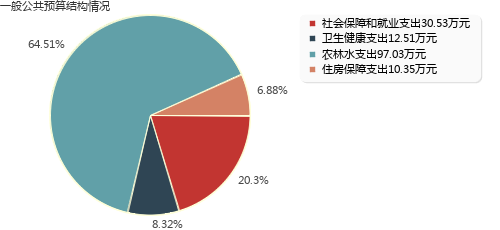 一般公共预算结构情况
64.51%
6.88%
20.3%
8.32%
社会保障和就业支出30.53万元
卫生健康支出12.51万元
农林水支出97.03万元
住房保障支出10.35万元